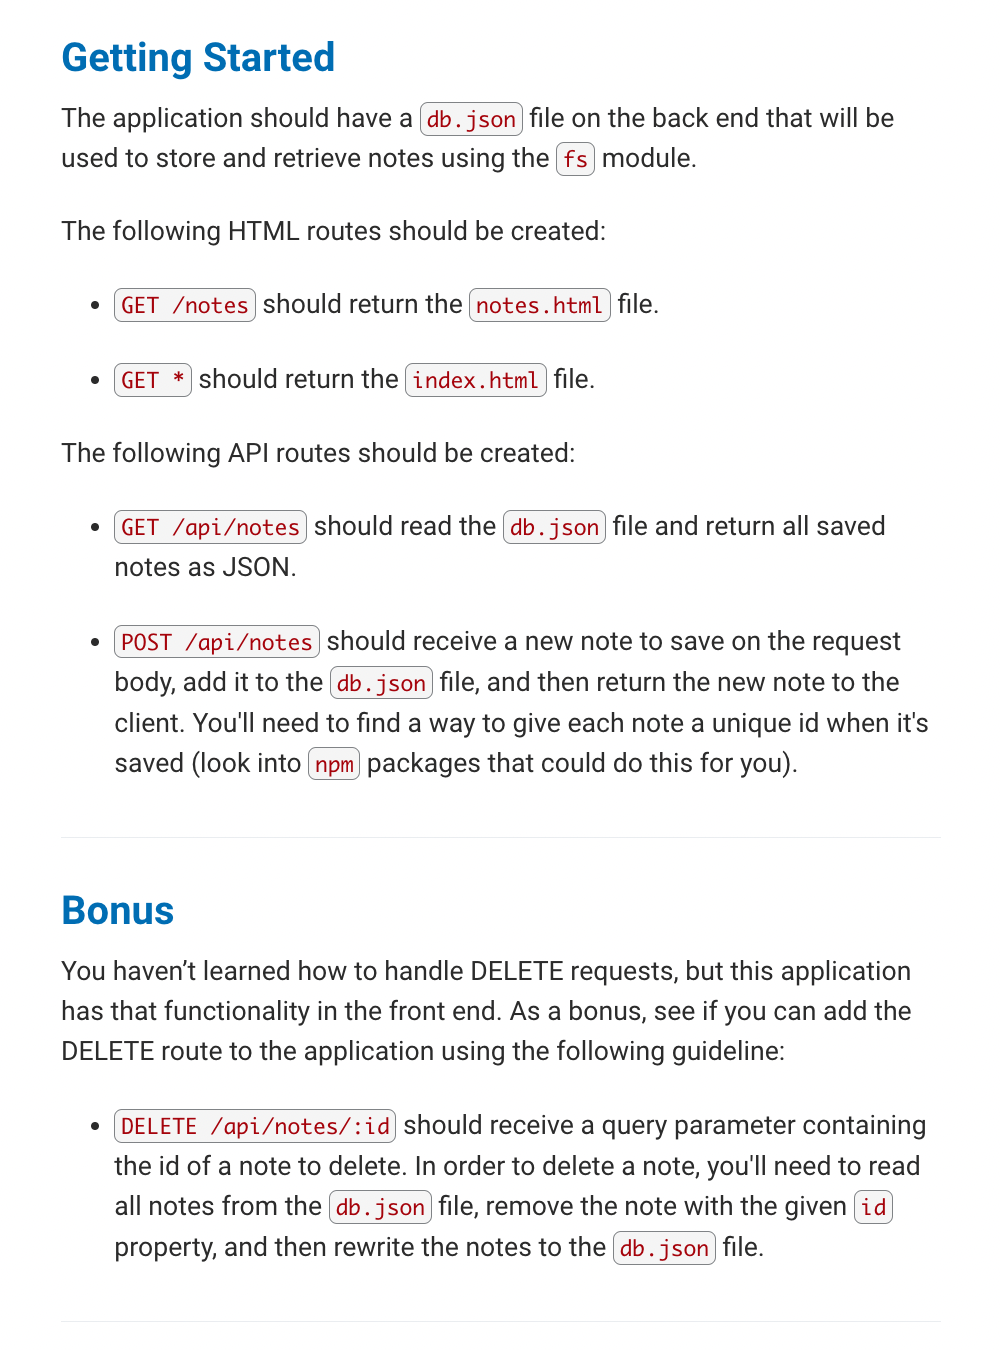 Getting Started
The application should have a db.json file on the back end that will be
used to store and retrieve notes using the fs module.
The following HTML routes should be created:
• GET /notes should return the notes.html file.
• GET * should return the index.html file.
The following API routes should be created:
• GET /api/notes should read the db.json file and return all saved
notes as JSON.
• POST /api/notes should receive a new note to save on the request
body, add it to the db.json file, and then return the new note to the
client. You'll need to find a way to give each note a unique id when it's
saved (look into npm packages that could do this for you).
Bonus
You haven’t learned how to handle DELETE requests, but this application
has that functionality in the front end. As a bonus, see if you can add the
DELETE route to the application using the following guideline:
• DELETE /api/notes/:id should receive a query parameter containing
the id of a note to delete. In order to delete a note, you'll need to read
all notes from the db.json file, remove the note with the given id
property, and then rewrite the notes to the db.json file.